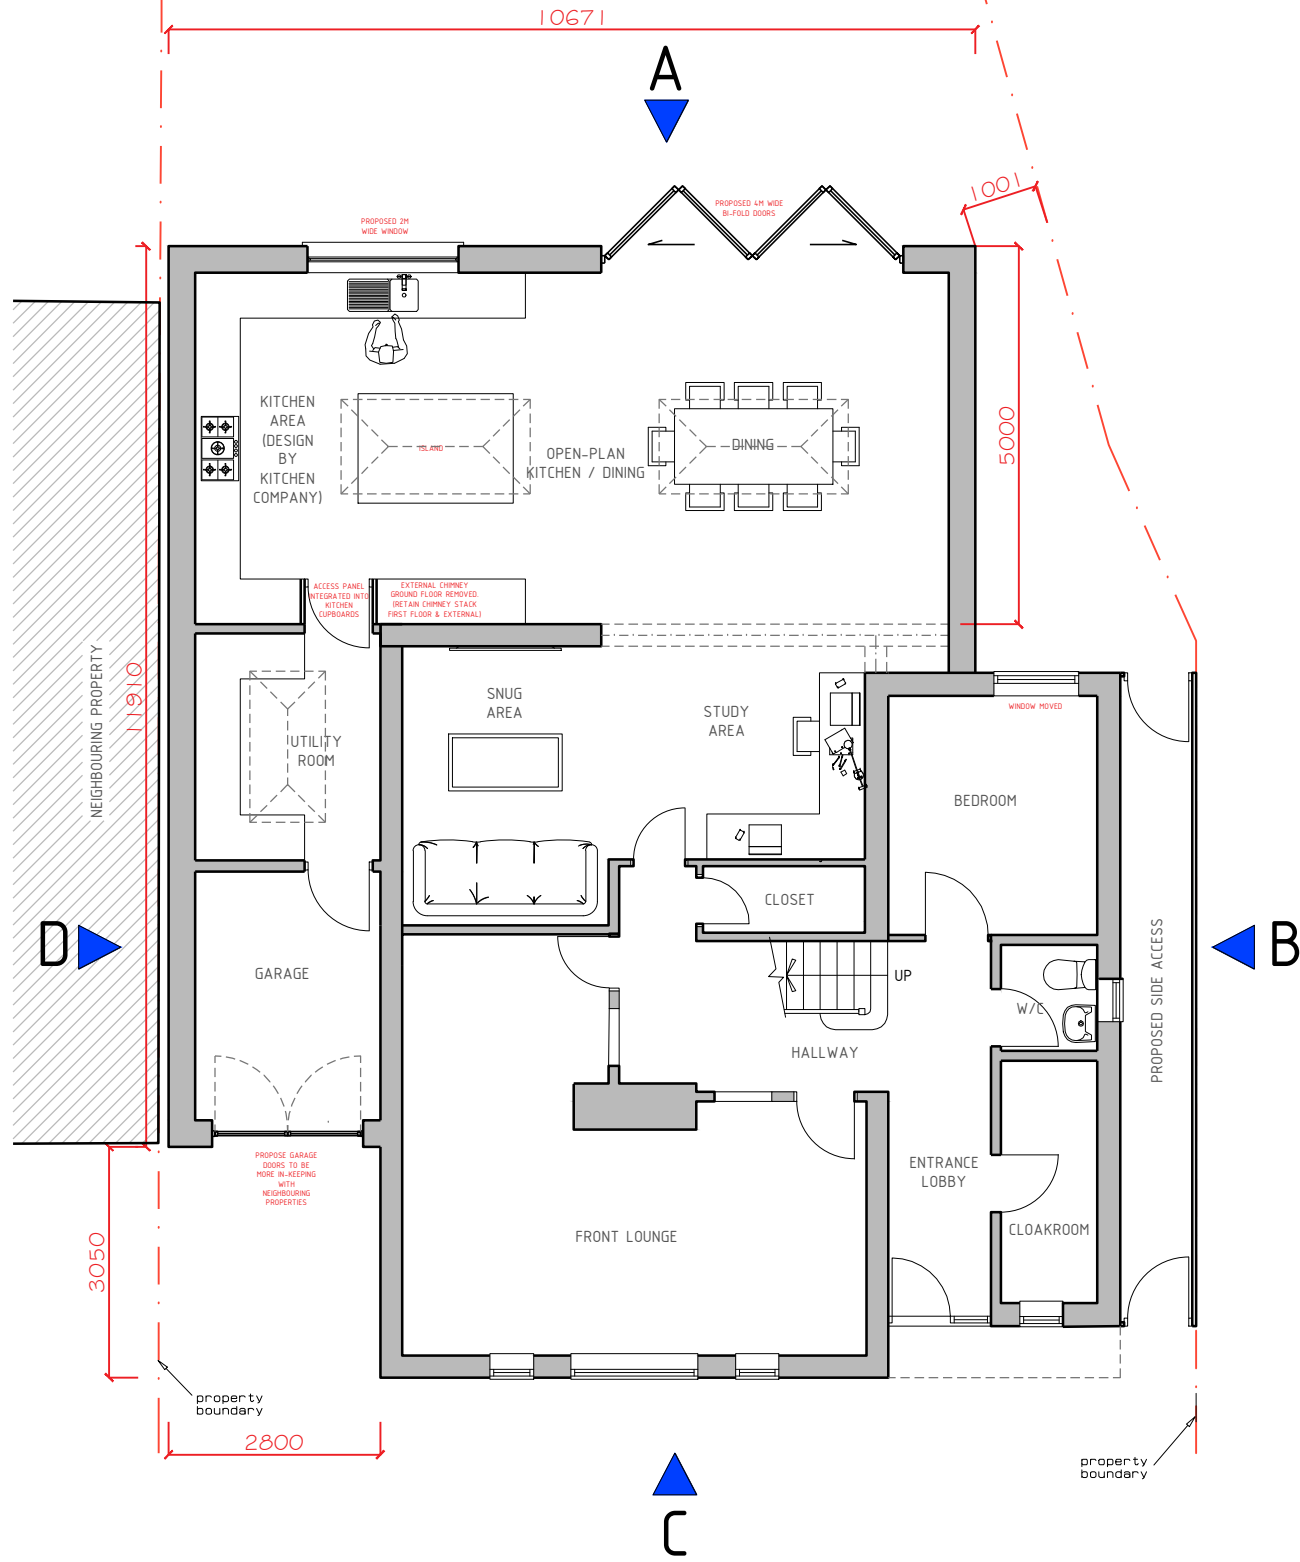 10671
A
1001
PROPOSED 4M WIDE
BI-FOLD DOORS
PROPOSED 2M
WIDE WINDOW
KITCHEN
AREA
(DESIGN
BY
KITCHEN
COMPANY)
ISLAND
OPEN-PLAN
KITCHEN / DINING
DINING
5000
ACCESS PANEL
INTEGRATED INTO
KITCHEN
CUPBOARDS
EXTERNAL CHIMNEY
GROUND FLOOR REMOVED.
(RETAIN CHIMNEY STACK
FIRST FLOOR & EXTERNAL)
NEIGHBOURING PROPERTY
11910
UTILITY
ROOM
SNUG
AREA
STUDY
AREA
WINDOW MOVED
BEDROOM
CLOSET
D
GARAGE
UP
W/C
HALLWAY
PROPOSED SIDE ACCESS
B
PROPOSE GARAGE
DOORS TO BE
MORE IN-KEEPING
WITH
NEIGHBOURING
PROPERTIES
ENTRANCE
LOBBY
CLOAKROOM
FRONT LOUNGE
3050
property
boundary
2800
property
boundary
C